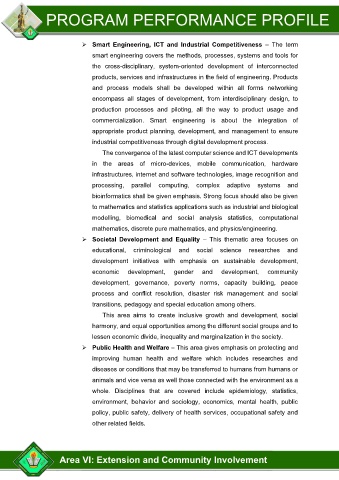 PROGRAM PERFORMANCE PROFILE
➢ Smart Engineering, ICT and Industrial Competitiveness – The term
smart engineering covers the methods, processes, systems and tools for
the cross-disciplinary, system-oriented development of interconnected
products, services and infrastructures in the field of engineering. Products
and process models shall be developed within all forms networking
encompass all stages of development, from interdisciplinary design, to
production processes and piloting, all the way to product usage and
commercialization. Smart engineering is about the integration of
appropriate product planning, development, and management to ensure
industrial competitiveness through digital development process.
The convergence of the latest computer science and ICT developments
in the areas of micro-devices, mobile communication, hardware
infrastructures, internet and software technologies, image recognition and
processing, parallel computing, complex adaptive systems and
bioinformatics shall be given emphasis. Strong focus should also be given
to mathematics and statistics applications such as industrial and biological
modelling, biomedical and social analysis statistics, computational
mathematics, discrete pure mathematics, and physics/engineering.
➢ Societal Development and Equality – This thematic area focuses on
educational, criminological and social science researches and
development initiatives with emphasis on sustainable development,
economic development, gender and development, community
development, governance, poverty norms, capacity building, peace
process and conflict resolution, disaster risk management and social
transitions, pedagogy and special education among others.
This area aims to create inclusive growth and development, social
harmony, and equal opportunities among the different social groups and to
lessen economic divide, inequality and marginalization in the society.
➢ Public Health and Welfare – This area gives emphasis on protecting and
improving human health and welfare which includes researches and
diseases or conditions that may be transferred to humans from humans or
animals and vice versa as well those connected with the environment as a
whole. Disciplines that are covered include epidemiology, statistics,
environment, behavior and sociology, economics, mental health, public
policy, public safety, delivery of health services, occupational safety and
other related fields.
Area VI: Extension and Community Involvement